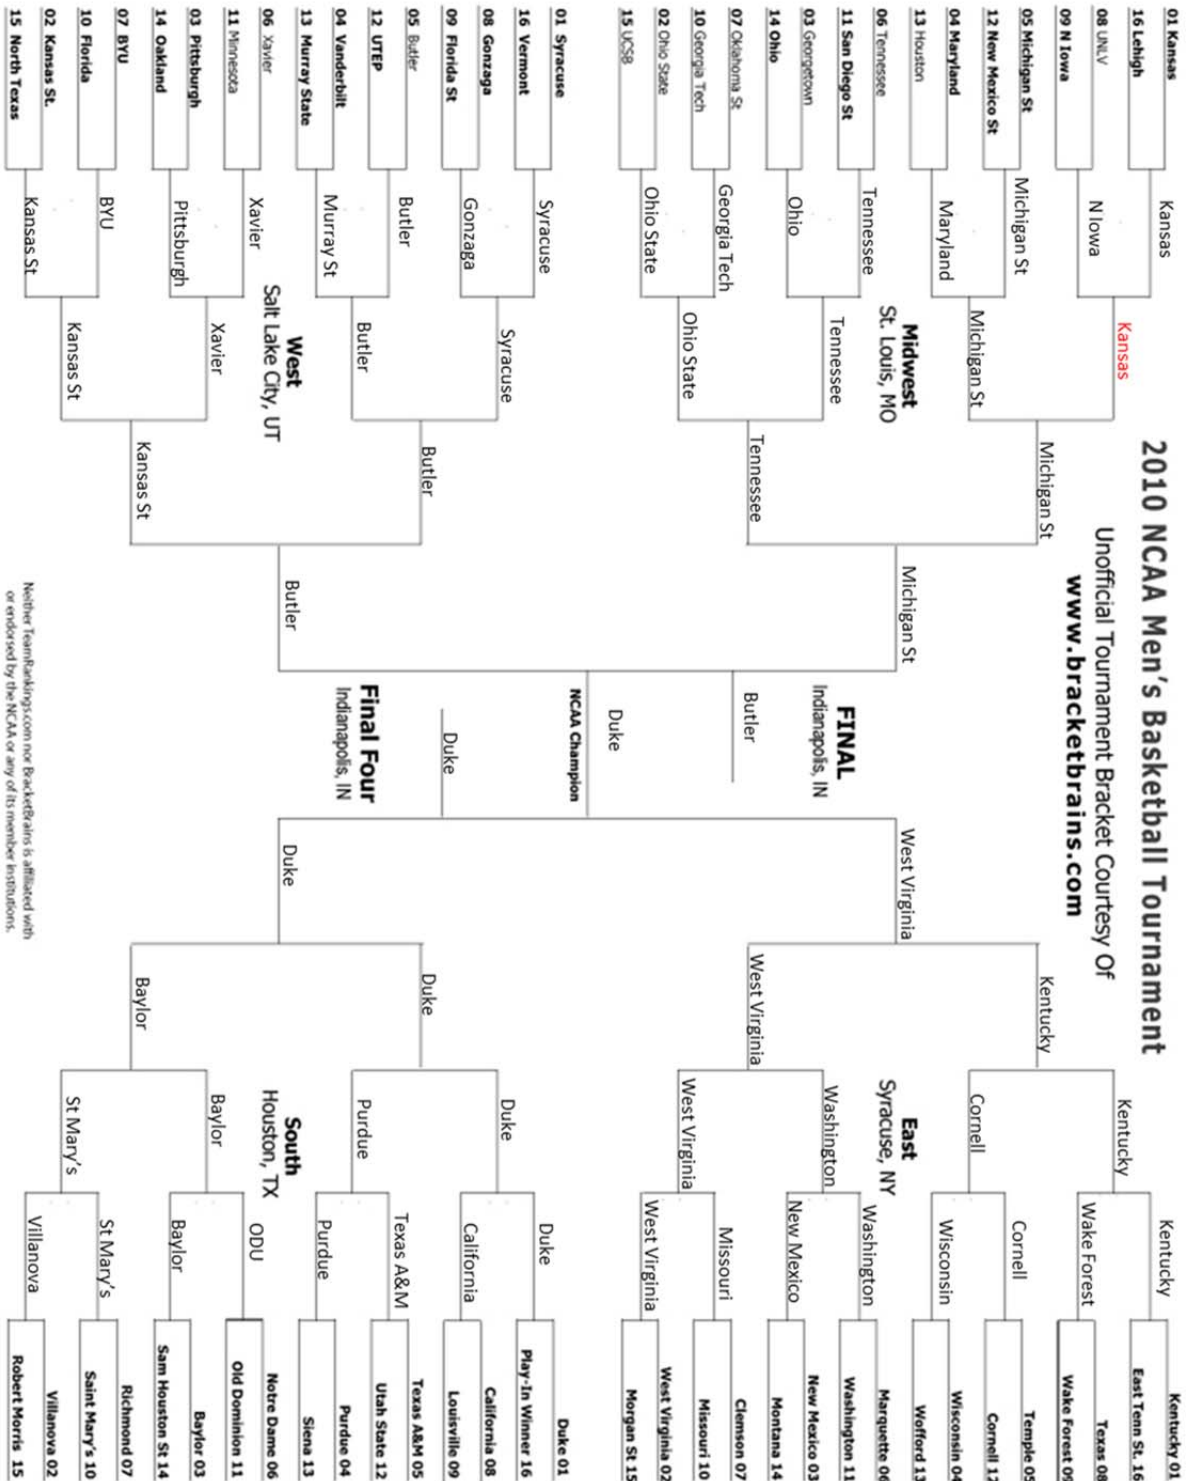 2010 NCAA Men's Basketball Tournament
Unofficial Tournament Bracket Courtesy Of
www.bracketbrains.com
01 Kansas
16 Lehigh
08 UNLV
09 N Iowa
05 Michigan St
12 New Mexico St
04 Maryland
13 Houston
06 Tennessee
11 San Diego St
03 Georgetown
14 Ohio
07 Oklahoma St
10 Georgia Tech
02 Ohio State
15 UCSB
Kansas
N Iowa
Michigan St
Maryland
Tennessee
Ohio
Georgia Tech
Ohio State
Kansas
Michigan St
Tennessee
Ohio State
Midwest
St. Louis, MO
Michigan St
Tennessee
Michigan St
01 Syracuse
16 Vermont
08 Gonzaga
09 Florida St
05 Butler
12 UTEP
04 Vanderbilt
13 Murray State
06 Xavier
11 Minnesota
03 Pittsburgh
14 Oakland
07 BYU
10 Florida
02 Kansas St.
15 North Texas
Syracuse
Gonzaga
Butler
Murray St
Xavier
Pittsburgh
BYU
Kansas St
Syracuse
Butler
Xavier
Kansas St
West
Salt Lake City, UT
Butler
Kansas St
Butler
FINAL
Indianapolis, IN
Butler
Duke
NCAA Champion
Duke
Final Four
Indianapolis, IN
West Virginia
Kentucky
West Virginia
East
Syracuse, NY
Kentucky
Cornell
Washington
West Virginia
Kentucky
Wake Forest
Cornell
Wisconsin
Washington
New Mexico
Missouri
West Virginia
Kentucky 01
East Tenn St. 16
Texas 08
Wake Forest 09
Temple 05
Cornell 12
Wisconsin 04
Wofford 13
Marquette 06
Washington 11
New Mexico 03
Montana 14
Clemson 07
Missouri 10
West Virginia 02
Morgan St 15
Duke
Duke
Baylor
South
Houston, TX
Duke
Purdue
Baylor
St Mary's
Duke
California
Texas A&M
Purdue
ODU
Baylor
St Mary's
Villanova
Duke 01
Play-In Winner 16
California 08
Louisville 09
Texas A&M 05
Utah State 12
Purdue 04
Siena 13
Notre Dame 06
Old Dominion 11
Baylor 03
Sam Houston St 14
Richmond 07
Saint Mary's 10
Villanova 02
Robert Morris 15
Neither TeamRankings.com nor BracketBrains is affiliated with
or endorsed by the NCAA or any of its member institutions.